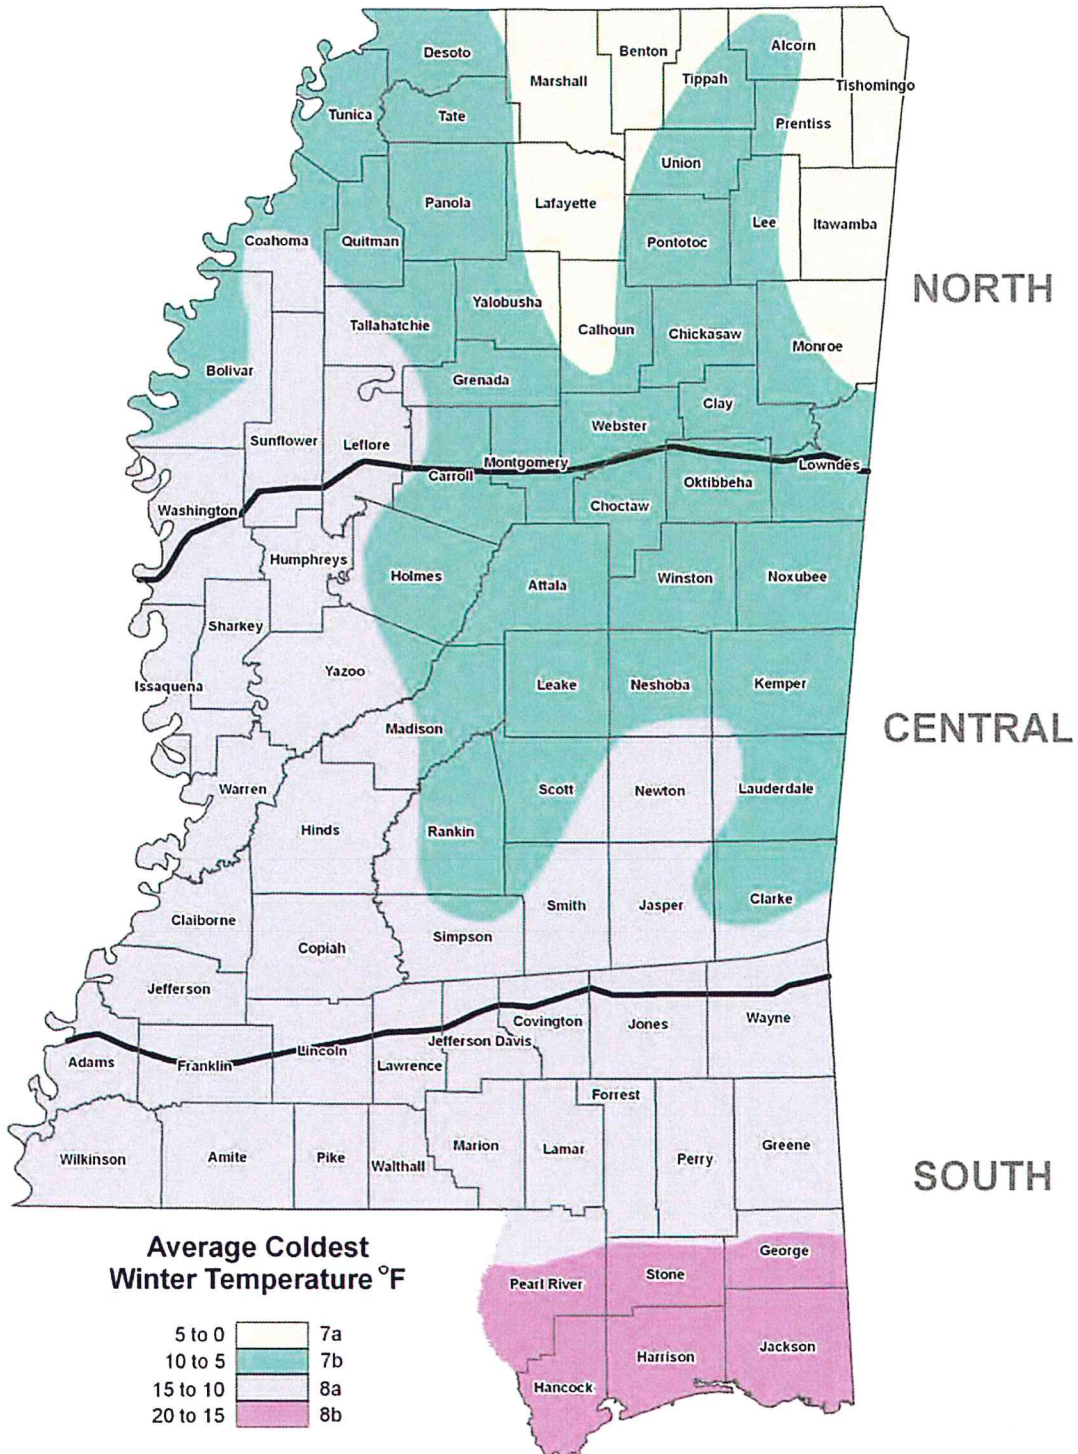 Desoto
Benton
Alcorn
Marshall
Tippah
Tishomingo
Tunica
Tate
Prentiss
Union
Panola
Lafayette
Lee
Itawamba
Coahoma
Quitman
Pontotoc
NORTH
Yalobusha
Tallahatchie
Calhoun
Chickasaw
Monroe
Bolivar
Grenada
Clay
Webster
Sunflower
Leflore
Montgomery
Lowndes
Carroll
Oktibbeha
Washington
Choctaw
Humphreys
Holmes
Attala
Winston
Noxubee
Sharkey
Yazoo
Issaquena
Leake
Neshoba
Kemper
Madison
CENTRAL
Warren
Scott
Newton
Lauderdale
Hinds
Rankin
Smith
Jasper
Clarke
Claiborne
Simpson
Copiah
Jefferson
Covington
Jones
Wayne
Jefferson Davis
Lincoln
Adams
Franklin
Lawrence
Forrest
Wilkinson
Amite
Pike
Walthall
Marion
Lamar
Perry
Greene
SOUTH
George
Stone
Pearl River
Jackson
Harrison
Hancock
Average Coldest
Winter Temperature °F
5 to 0 7a
10 to 5 7b
15 to 10 8a
20 to 15 8b